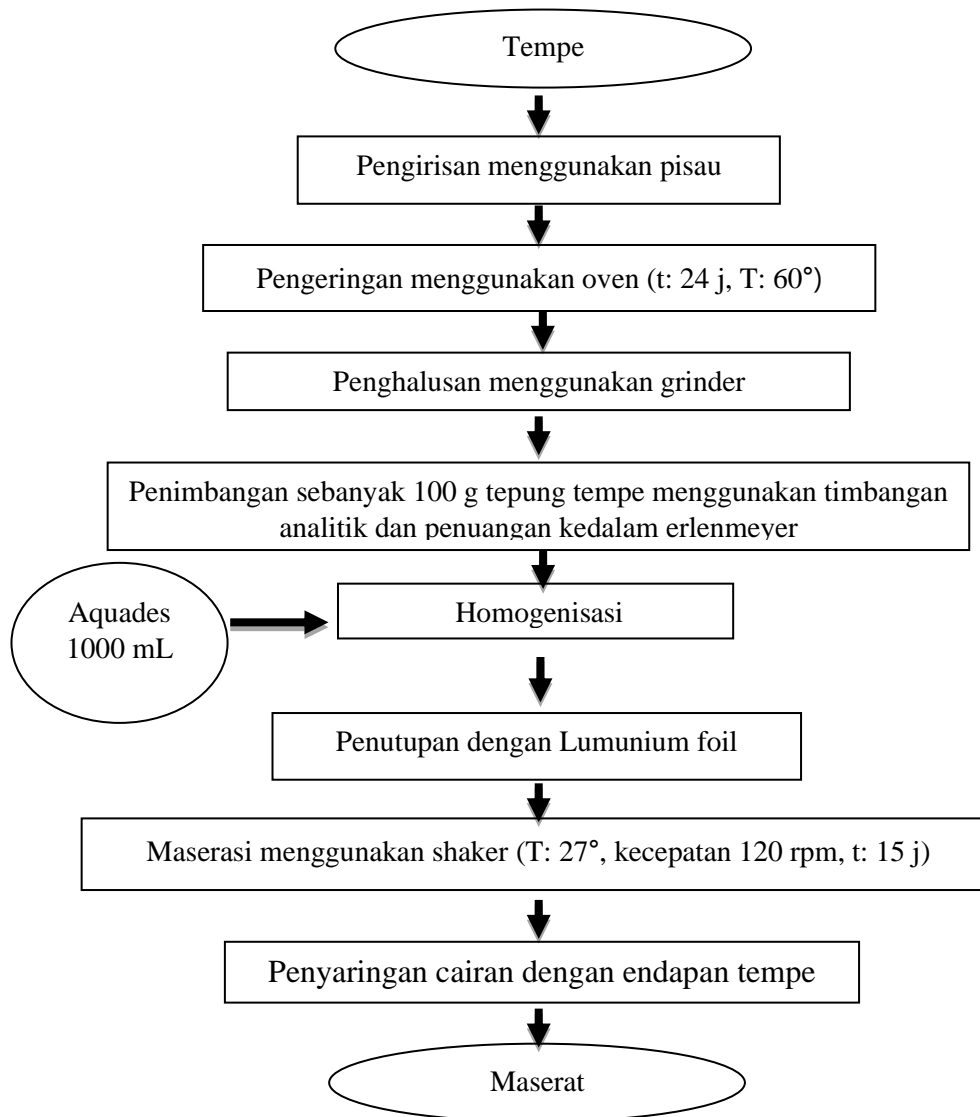 Tempe
Pengirisan menggunakan pisau
Pengeringan menggunakan oven (t: 24 j, T: 60°)
Penghalusan menggunakan grinder
Penimbangan sebanyak 100 g tepung tempe menggunakan timbangan
analitik dan penuangan kedalam erlenmeyer
Aquades
1000 mL
Homogenisasi
Penutupan dengan Lumunium foil
Maserasi menggunakan shaker (T: 27°, kecepatan 120 rpm, t: 15 j)
Penyaringan cairan dengan endapan tempe
Maserat